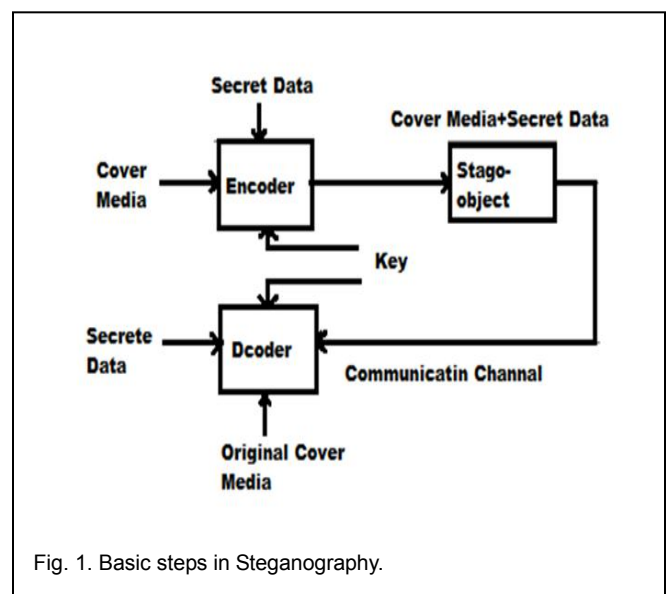 Secret Data
Cover Media+Secret Data
Cover
Media
Encoder
Stago-
object
Key
Secrete
Data
Dcoder
Communicatin Channal
Original Cover
Media
Fig. 1. Basic steps in Steganography.